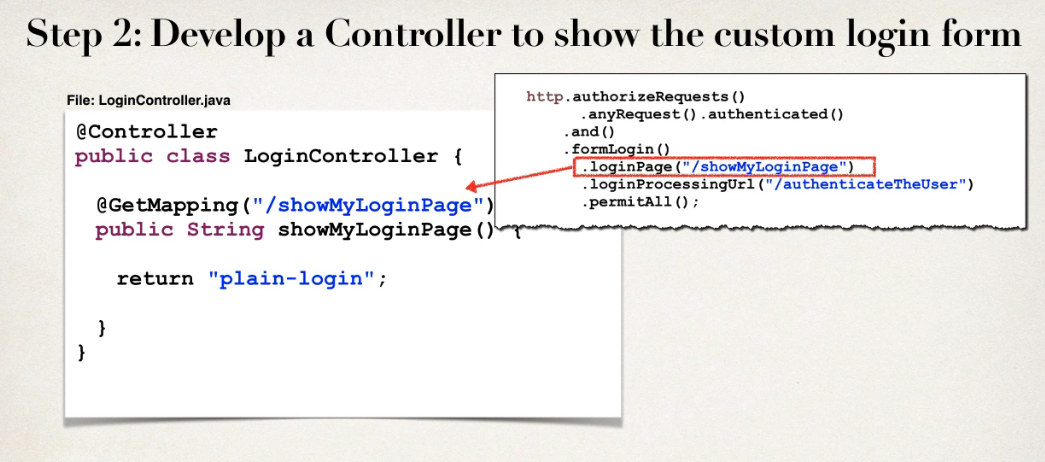 Step 2: Develop a Controller to show the custom login form
File: LoginController.java
@Controller
public class LoginController {
@GetMapping("/showMyLoginPage")
public String showMyLoginPage() {
return "plain-login";
}
}
http.authorizeRequests()
.anyRequest().authenticated()
.and()
.formLogin()
.loginPage("/showMyLoginPage")
.loginProcessingUrl("/authenticateTheUser")
.permitAll();